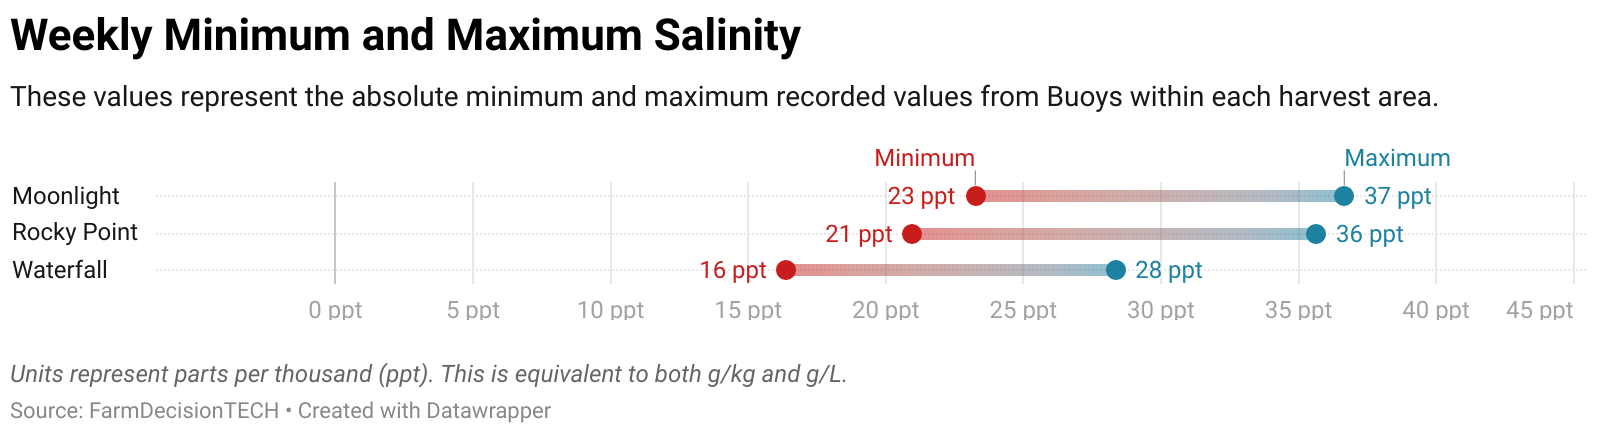 Weekly Minimum and Maximum Salinity
These values represent the absolute minimum and maximum recorded values from Buoys within each harvest area.
Minimum Maximum
Moonlight 23 ppt 37 ppt
Rocky Point 21 ppt 36 ppt
Waterfall 16 ppt 28 ppt
0 ppt 5 ppt 10 ppt 15 ppt 20 ppt 25 ppt 30 ppt 35 ppt 40 ppt 45 ppt
Units represent parts per thousand (ppt). This is equivalent to both g/kg and g/L.
Source: FarmDecisionTECH • Created with Datawrapper